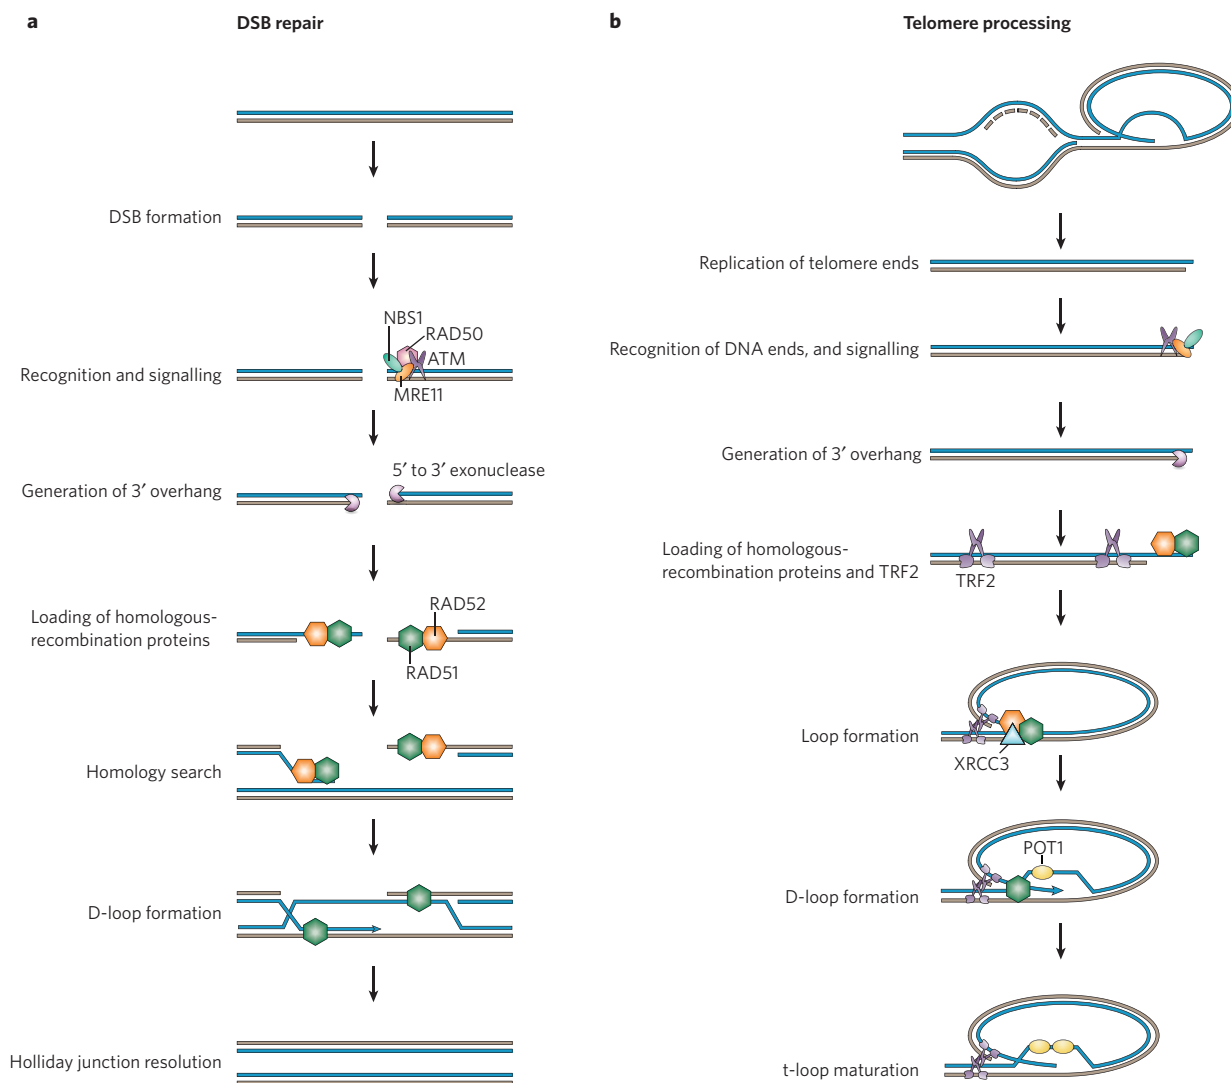 a
DSB repair
DSB formation
NBS1
RAD50
ATM
Recognition and signalling
MRE11
5′ to 3′ exonuclease
Generation of 3′ overhang
RAD52
Loading of homologous-
recombination proteins
RAD51
Homology search
D-loop formation
Holliday junction resolution
b
Telomere processing
Replication of telomere ends
Recognition of DNA ends, and signalling
Generation of 3′ overhang
Loading of homologous-
recombination proteins and TRF2
TRF2
Loop formation
XRCC3
POT1
D-loop formation
t-loop maturation